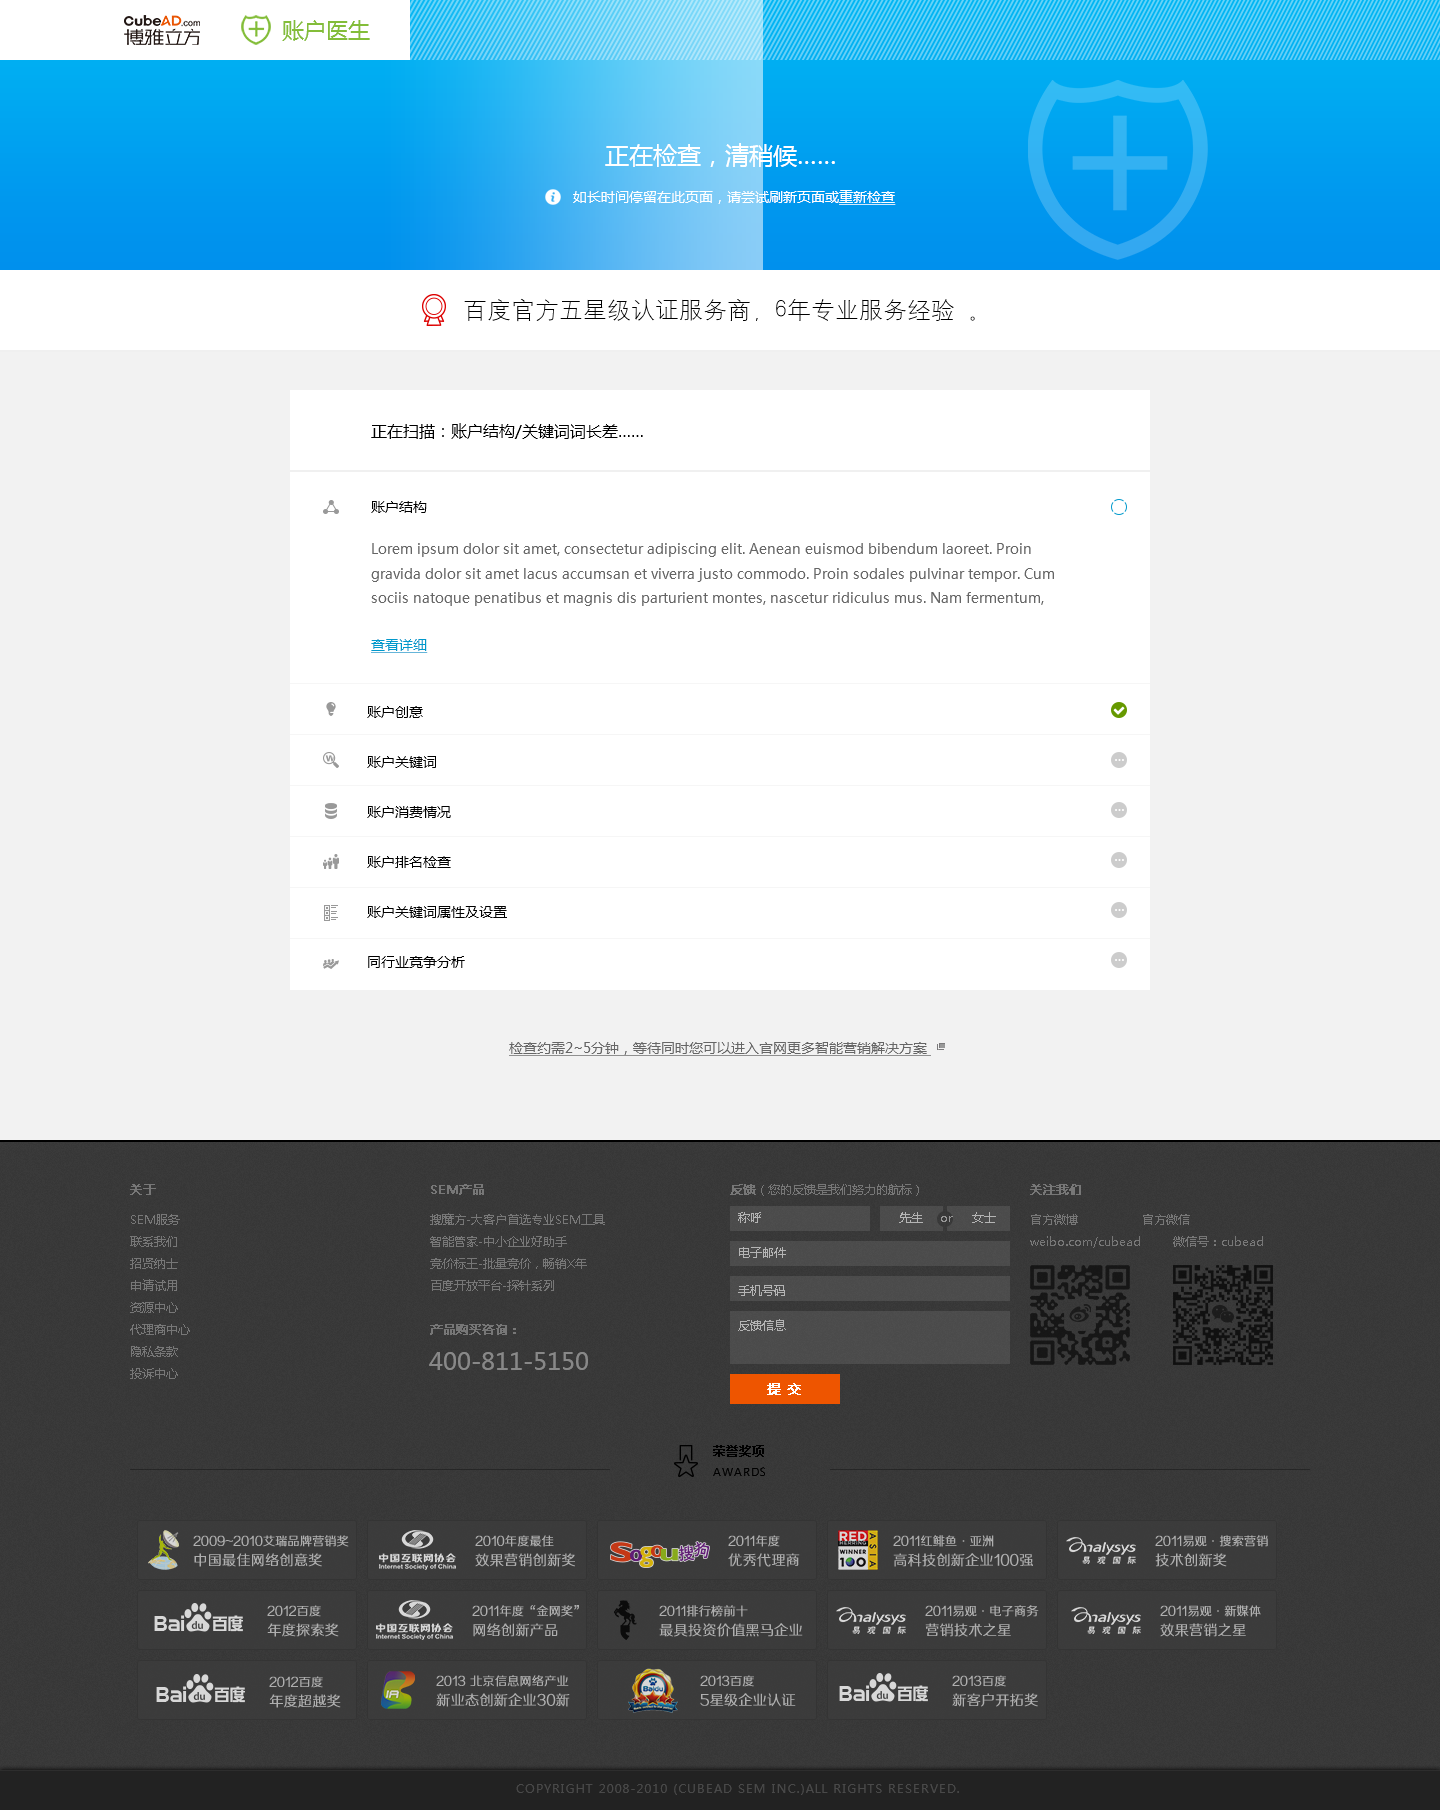 CubeAD.com
博雅立方
账户医生
正在检查，清稍候......
如长时间停留在此页面，请尝试刷新页面或重新检查
百度官方五星级认证服务商，6年专业服务经验 。
正在扫描：账户结构/关键词词长差......
账户结构
Lorem ipsum dolor sit amet, consectetur adipiscing elit. Aenean euismod bibendum laoreet. Proin
gravida dolor sit amet lacus accumsan et viverra justo commodo. Proin sodales pulvinar tempor. Cum
sociis natoque penatibus et magnis dis parturient montes, nascetur ridiculus mus. Nam fermentum,
查看详细
账户创意
账户关键词
账户消费情况
账户排名检查
账户关键词属性及设置
同行业竞争分析
检查约需2~5分钟，等待同时您可以进入官网更多智能营销解决方案
关于
SEM服务
联系我们
招贤纳士
申请试用
资源中心
代理商中心
隐私条款
投诉中心
SEM产品
搜魔方-大客户首选专业SEM工具
智能管家-中小企业好助手
竞价标王-批量竞价，畅销X年
百度开放平台-探针系列
产品购买咨询：
400-811-5150
反馈（您的反馈是我们努力的航标）
称呼
先生 or 女士
电子邮件
手机号码
反馈信息
提 交
关注我们
官方微博 官方微信
weibo.com/cubead 微信号：cubead
荣誉奖项
AWARDS
2009-2010艾瑞品牌营销奖
中国最佳网络创意奖
中国互联网协会
Internet Society of China
2010年度最佳
效果营销创新奖
Sogou搜狗
2011年度
优秀代理商
RED HERRING
WINNER
100
ASIA
2011红鲱鱼·亚洲
高科技创新企业100强
analysys
易观国际
2011易观·搜索营销
技术创新奖
Bai du 百度
2012百度
年度探索奖
中国互联网协会
Internet Society of China
2011年度“金网奖”
网络创新产品
2011排行榜前十
最具投资价值黑马企业
analysys
易观国际
2011易观·电子商务
营销技术之星
analysys
易观国际
2011易观·新媒体
效果营销之星
Bai du 百度
2012百度
年度超越奖
2013 北京信息网络产业
新业态创新企业30新
Baidu
2013百度
5星级企业认证
Bai du 百度
2013百度
新客户开拓奖
COPYRIGHT 2008-2010 (CUBEAD SEM INC.)ALL RIGHTS RESERVED.